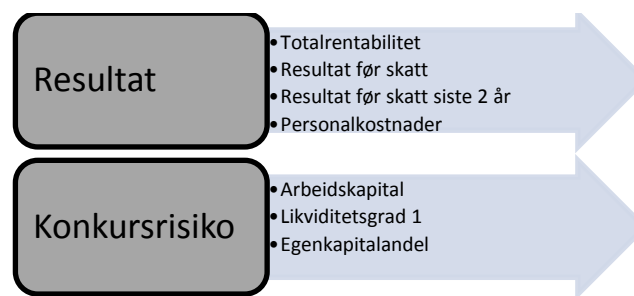 Resultat
•Totalrentabilitet
•Resultat før skatt
•Resultat før skatt siste 2 år
•Personalkostnader
Konkursrisiko
•Arbeidskapital
•Likviditetsgrad 1
•Egenkapitalandel